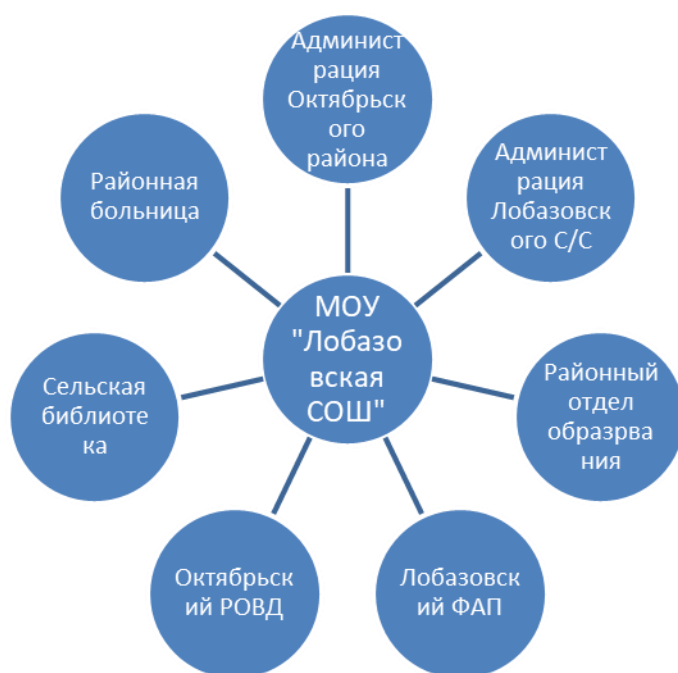 Админист
рация
Октябрьск
ого
района
Админист
рация
Лобазовск
ого С/С
Районный
отдел
образрва
ния
Лобазовск
ий ФАП
Октябрьск
ий РОВД
Сельская
библиоте
ка
Районная
больница
МОУ
"Лобазо
вская
СОШ"